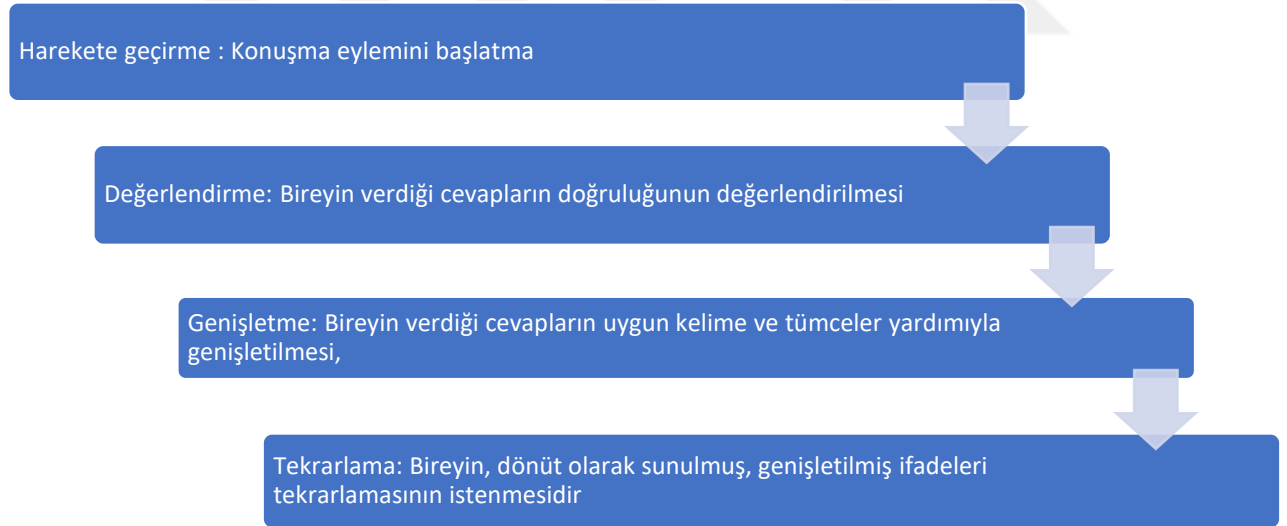 Harekete geçirme : Konuşma eylemini başlatma
Değerlendirme: Bireyin verdiği cevapların doğruluğunun değerlendirilmesi
Genişletme: Bireyin verdiği cevapların uygun kelime ve tümceler yardımıyla
genişletilmesi,
Tekrarlama: Bireyin, dönüt olarak sunulmuş, genişletilmiş ifadeleri
tekrarlamasının istenmesidir